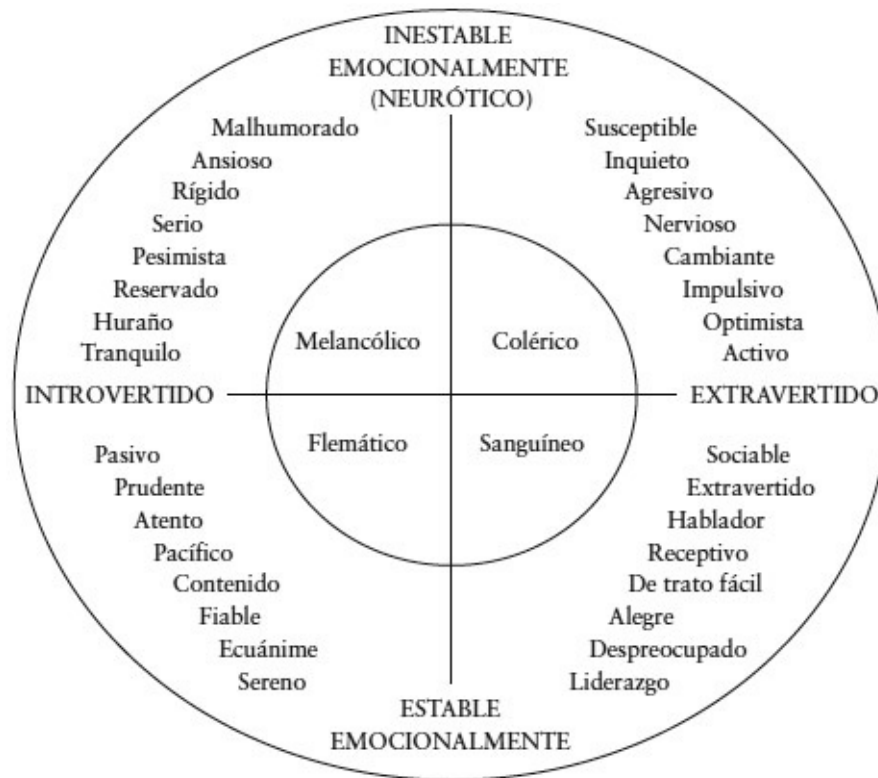 INESTABLE
EMOCIONALMENTE
(NEURÓTICO)
Malhumorado
Ansioso
Rígido
Serio
Pesimista
Reservado
Huraño
Tranquilo
Susceptible
Inquieto
Agresivo
Nervioso
Cambiante
Impulsivo
Optimista
Activo
Melancólico
Colérico
INTROVERTIDO
EXTRAVERTIDO
Flemático
Sanguíneo
Pasivo
Prudente
Atento
Pacífico
Contenido
Fiable
Ecuánime
Sereno
Sociable
Extravertido
Hablador
Receptivo
De trato fácil
Alegre
Despreocupado
Liderazgo
ESTABLE
EMOCIONALMENTE